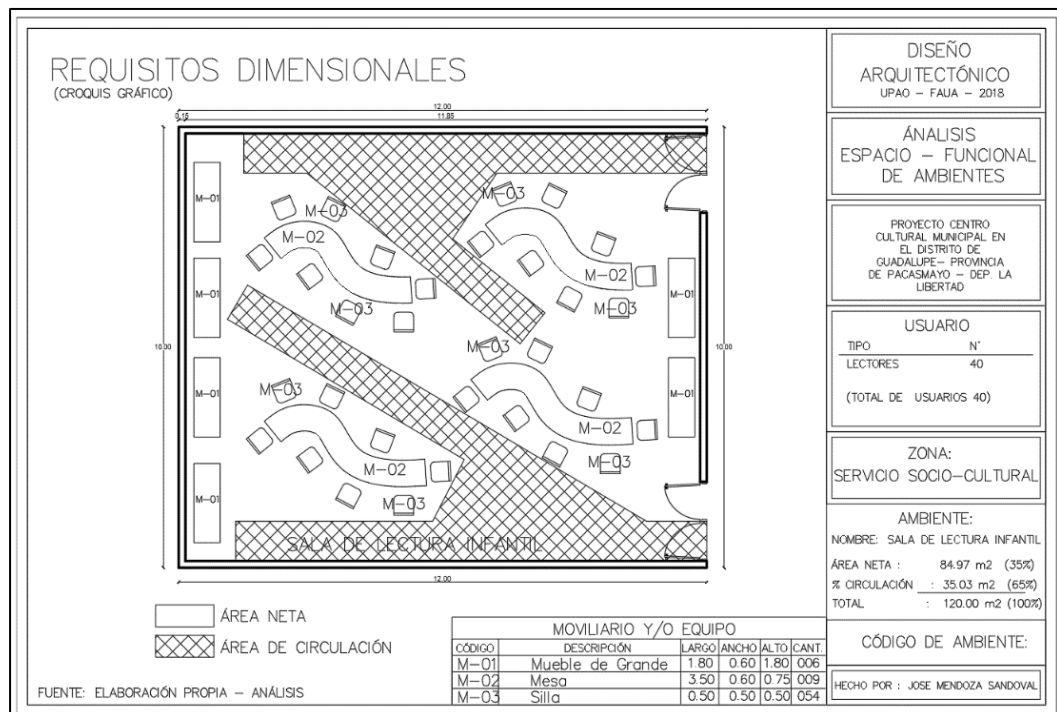 REQUISITOS DIMENSIONALES
(CROQUIS GRÁFICO)
12.00
0.15 11.85
M-01
M-03
M-03
M-02
M-02
M-01
M-03
M-03
M-01
10.00
10.00
M-03
M-01
M-03
M-01
M-02
M-02
M-03
M-01
M-03
SALA DE LECTURA INFANTIL
12.00
ÁREA NETA
ÁREA DE CIRCULACIÓN
FUENTE: ELABORACIÓN PROPIA – ANÁLISIS
MOVILIARIO Y/O EQUIPO
CÓDIGO DESCRIPCIÓN LARGO ANCHO ALTO CANT.
M-01 Mueble de Grande 1.80 0.60 1.80 006
M-02 Mesa 3.50 0.60 0.75 009
M-03 Silla 0.50 0.50 0.50 054
DISEÑO
ARQUITECTÓNICO
UPAO – FAUA – 2018
ÁNALISIS
ESPACIO – FUNCIONAL
DE AMBIENTES
PROYECTO CENTRO
CULTURAL MUNICIPAL EN
EL DISTRITO DE
GUADALUPE– PROVINCIA
DE PACASMAYO – DEP. LA
LIBERTAD
USUARIO
TIPO N°
LECTORES 40
(TOTAL DE USUARIOS 40)
ZONA:
SERVICIO SOCIO-CULTURAL
AMBIENTE:
NOMBRE: SALA DE LECTURA INFANTIL
ÁREA NETA : 84.97 m2 (35%)
% CIRCULACIÓN : 35.03 m2 (65%)
TOTAL : 120.00 m2 (100%)
CÓDIGO DE AMBIENTE:
HECHO POR : JOSE MENDOZA SANDOVAL